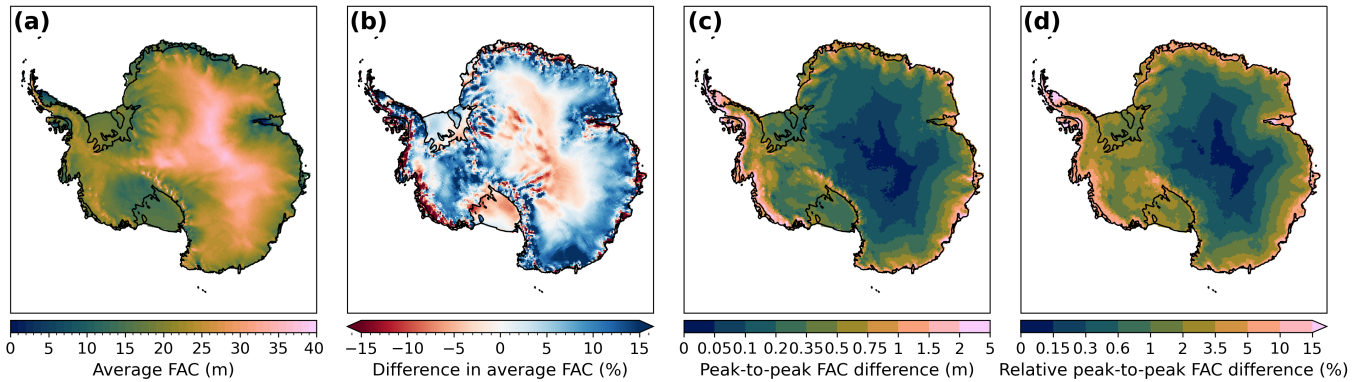 (a) (b) (c) (d)
0 5 10 15 20 25 30 35 40
Average FAC (m)
−15 −10 −5 0 5 10 15
Difference in average FAC (%)
0 0.05 0.1 0.20 0.35 0.5 0.75 1 1.5 2 5
Peak-to-peak FAC difference (m)
0 0.15 0.3 0.6 1 2 3.5 5 10 15
Relative peak-to-peak FAC difference (%)